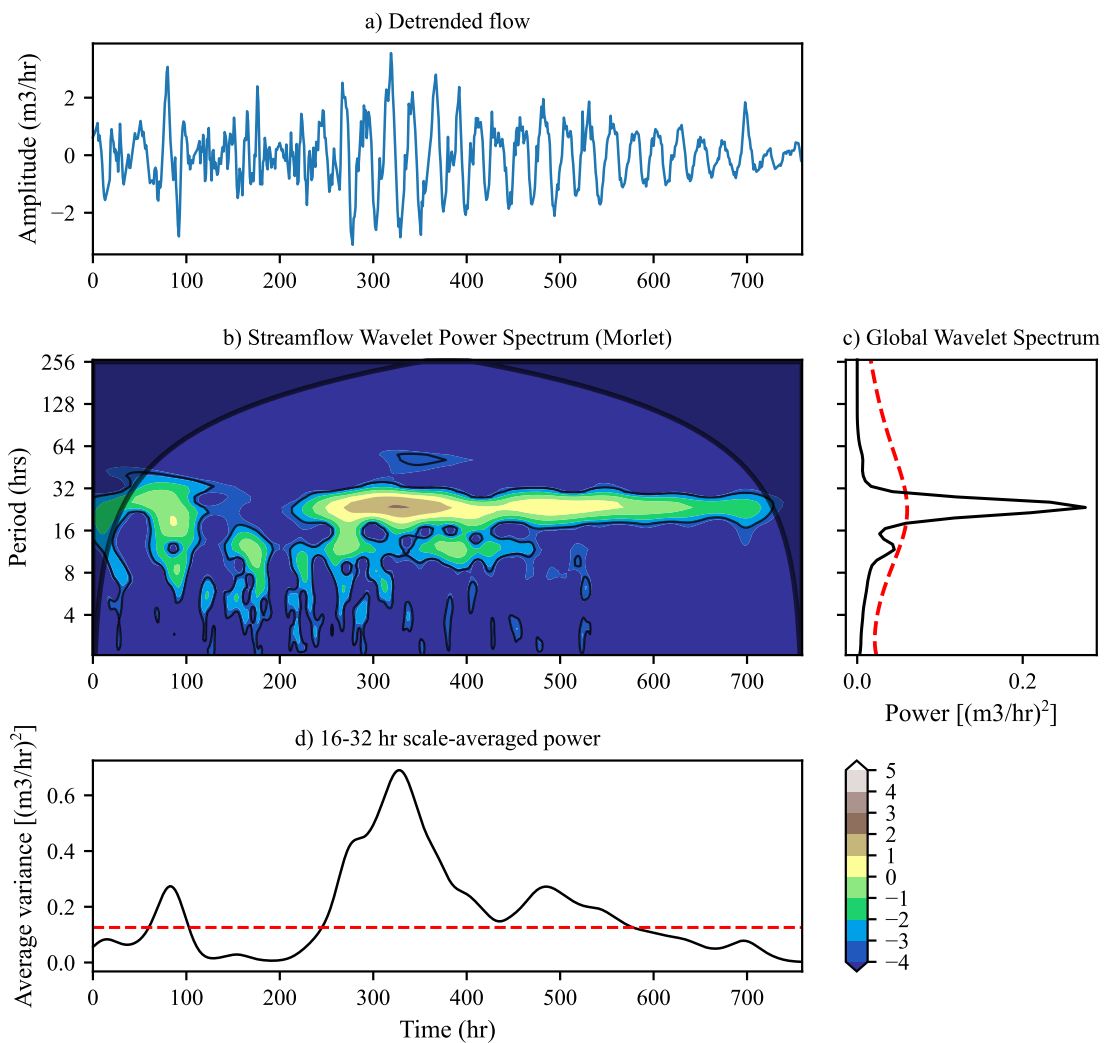 a) Detrended flow
Amplitude (m3/hr)
2
0
−2
0 100 200 300 400 500 600 700
b) Streamflow Wavelet Power Spectrum (Morlet)
Period (hrs)
256
128
64
32
16
8
4
0 100 200 300 400 500 600 700
c) Global Wavelet Spectrum
0.0 0.2
Power [(m3/hr)²]
d) 16-32 hr scale-averaged power
Average variance [(m3/hr)²]
0.6
0.4
0.2
0.0
0 100 200 300 400 500 600 700
Time (hr)
5
4
3
2
1
0
−1
−2
−3
−4